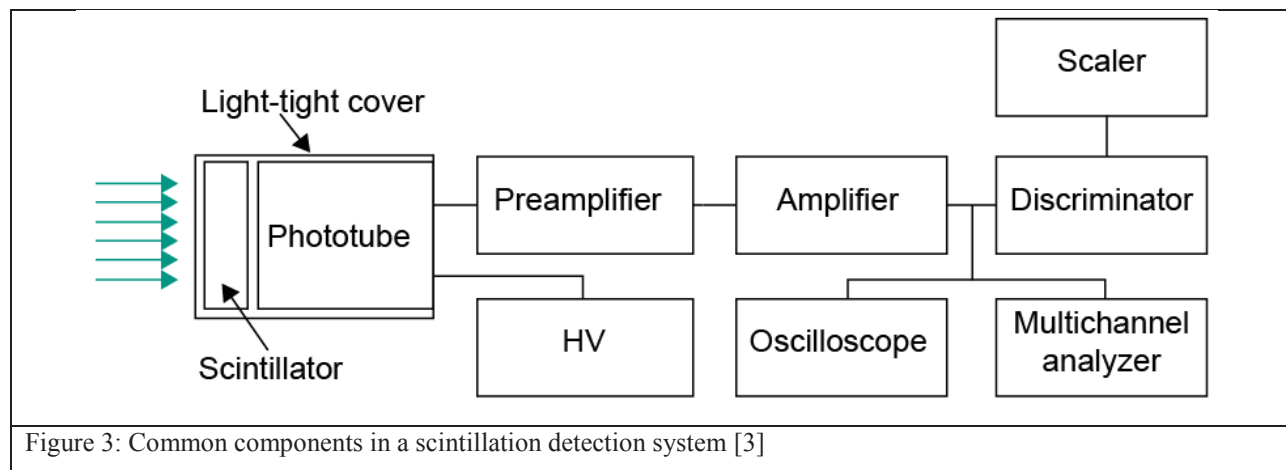 Scaler
Light-tight cover
Phototube
Preamplifier
Amplifier
Discriminator
Scintillator
HV
Oscilloscope
Multichannel
analyzer
Figure 3: Common components in a scintillation detection system [3]